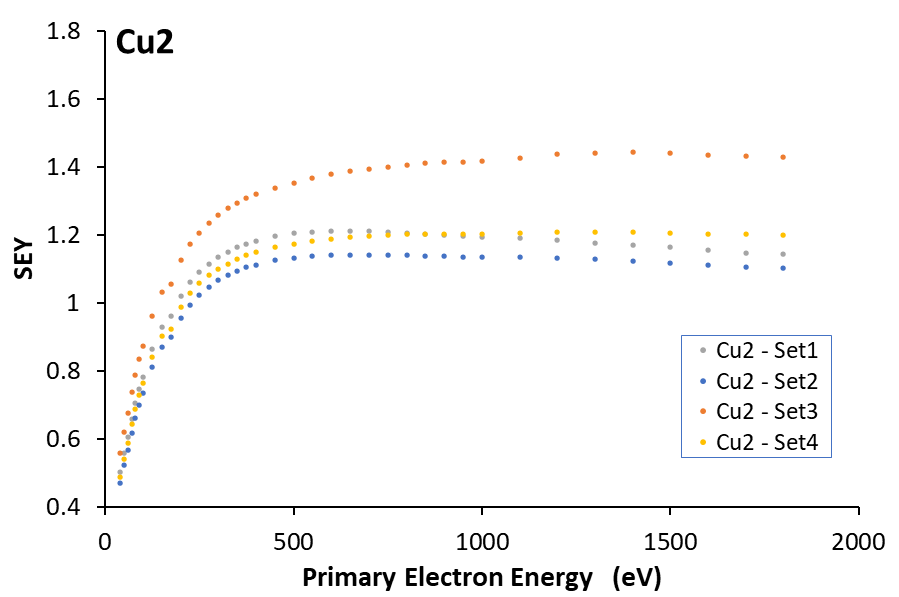 Cu2
1.8
1.6
1.4
1.2
1
0.8
0.6
0.4
SEY
0
500
1000
1500
2000
Primary Electron Energy (eV)
Cu2 - Set1
Cu2 - Set2
Cu2 - Set3
Cu2 - Set4